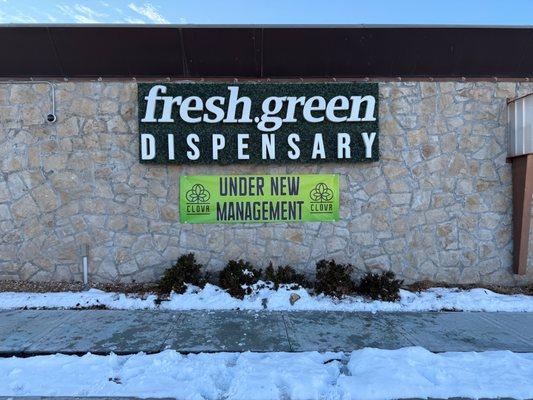 fresh.green
DISPENSARY
UNDER NEW
MANAGEMENT
CLOVR
CLOVR